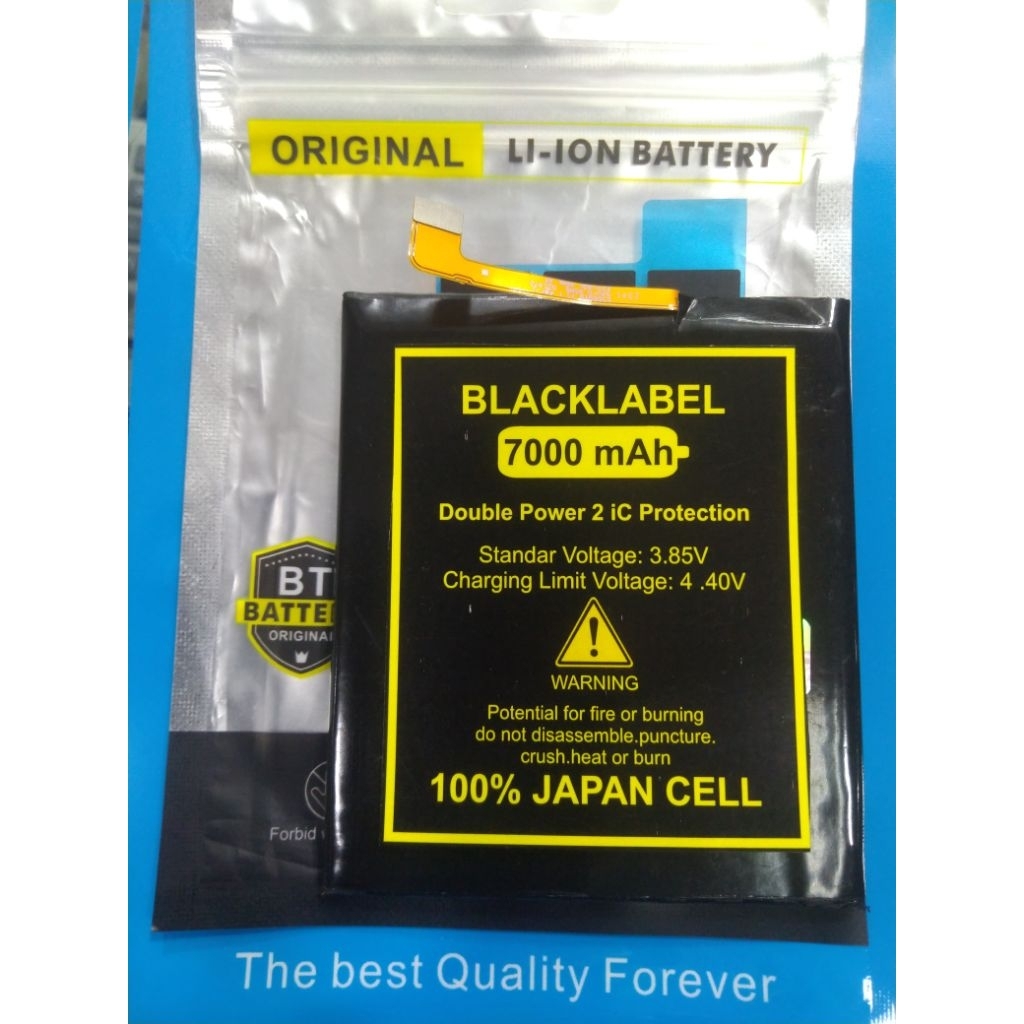 ORIGINAL LI-ION BATTERY
BLACKLABEL
7000 mAh
Double Power 2 iC Protection
Standar Voltage: 3.85V
Charging Limit Voltage: 4 .40V
WARNING
Potential for fire or burning
do not disassemble.puncture.
crush.heat or burn
100% JAPAN CELL
BT
BATTE
ORIGINA
Forbid
The best Quality Forever